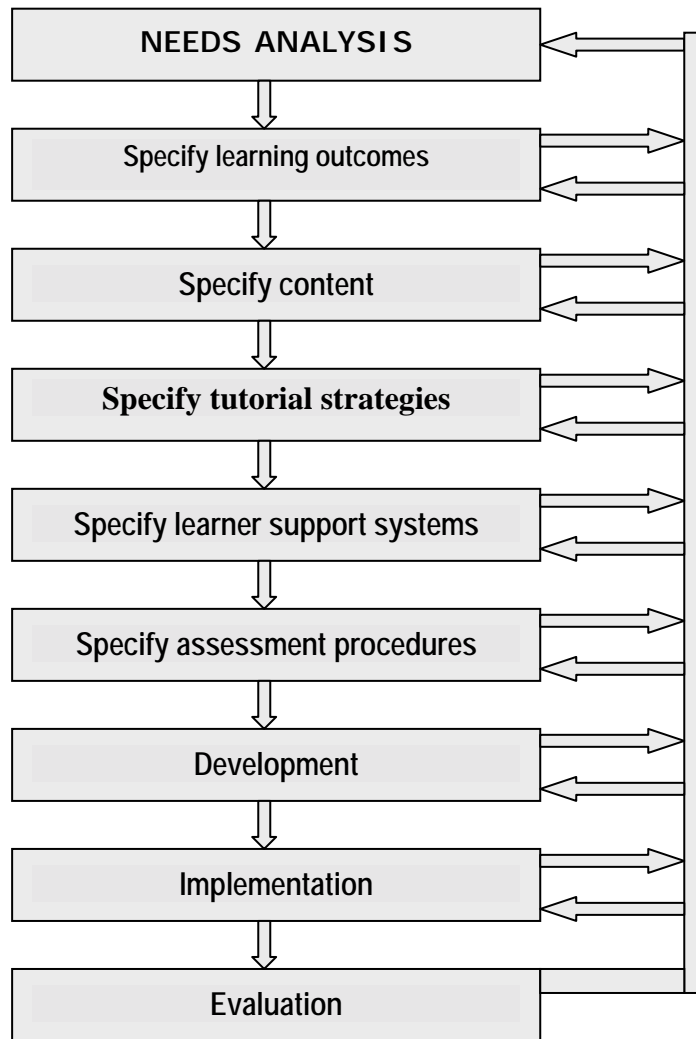 NEEDS ANALYSIS
Specify learning outcomes
Specify content
Specify tutorial strategies
Specify learner support systems
Specify assessment procedures
Development
Implementation
Evaluation